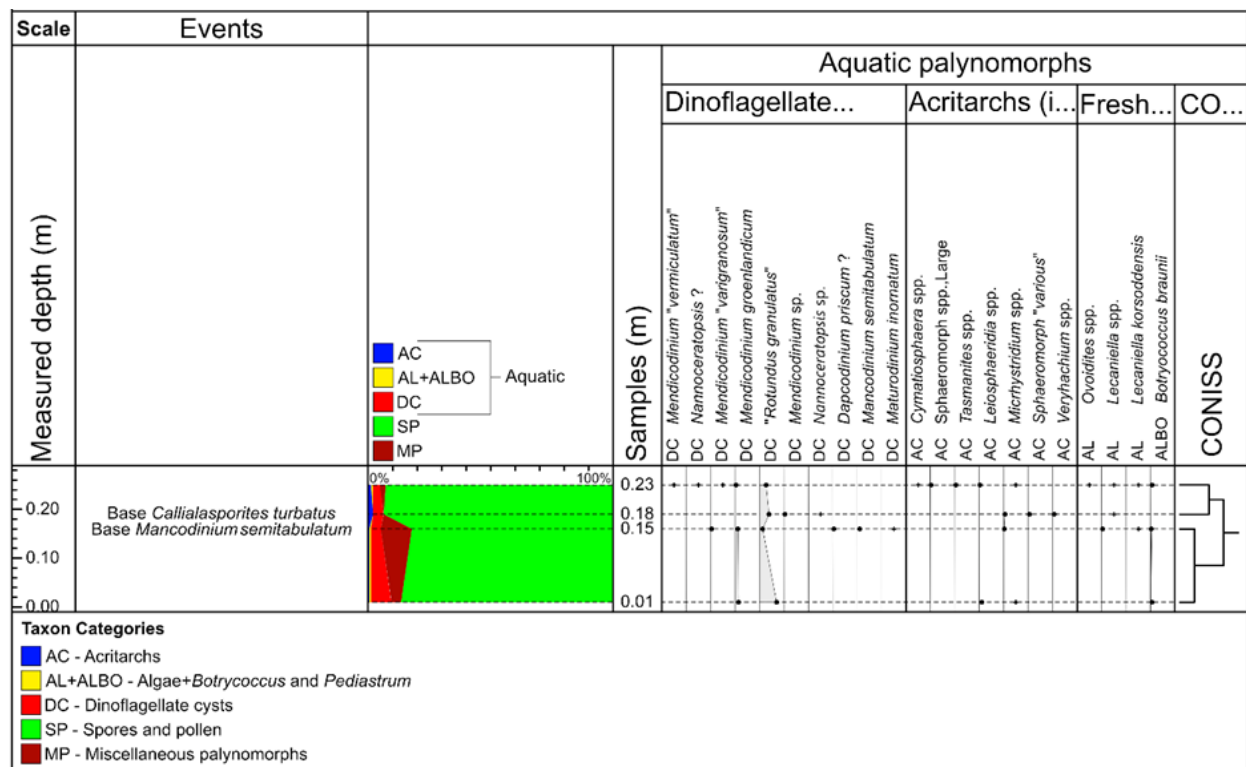 Scale
Events
Aquatic palynomorphs
Dinoflagellate...
Acritarchs (i...
Fresh...
CO...
Measured depth (m)
AC
AL+ALBO
DC
SP
MP
Aquatic
Samples (m)
DC Mendicodinium "vermiculatum"
DC Nannoceratopsis ?
DC Mendicodinium "varigranosum"
DC Mendicodinium groenlandicum
DC "Rotundus granulatus"
DC Mendicodinium sp.
DC Nannoceratopsis sp.
DC Dapcodinium priscum ?
DC Mancodinium semitabulatum
DC Maturodinium inornatum
AC Cymatiosphaera spp.
AC Sphaeromorph spp.,Large
AC Tasmanites spp.
AC Leiosphaeridia spp.
AC Micrhystridium spp.
AC Sphaeromorph "various"
AC Veryhachium spp.
AL Ovoidites spp.
AL Lecaniella spp.
AL Lecaniella korsoddensis
ALBO Botryococcus braunii
CONISS
0% 100%
0.20
0.10
0.00
Base Callialasporites turbatus
Base Mancodinium semitabulatum
0.23
0.18
0.15
0.01
Taxon Categories
AC - Acritarchs
AL+ALBO - Algae+Botrycoccus and Pediastrum
DC - Dinoflagellate cysts
SP - Spores and pollen
MP - Miscellaneous palynomorphs